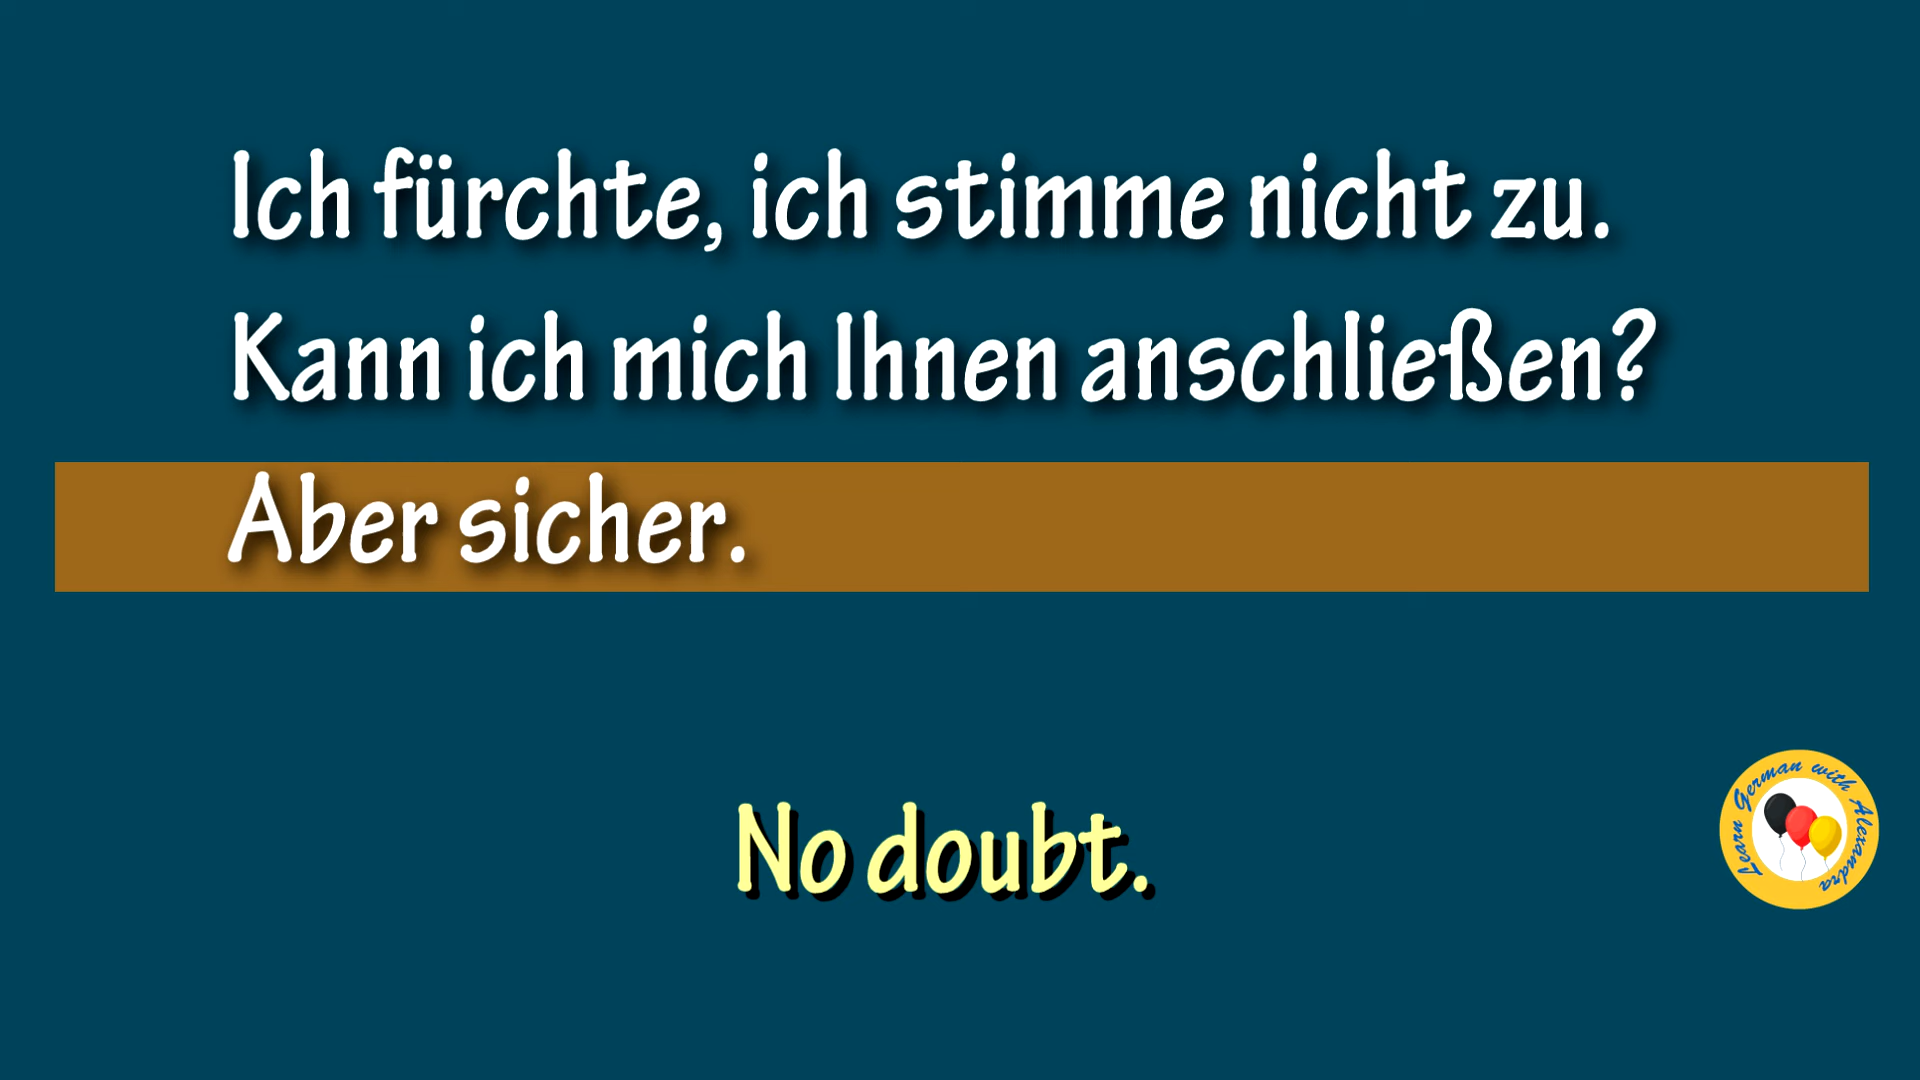 Ich fürchte, ich stimme nicht zu.
Kann ich mich Ihnen anschließen?
Aber sicher.
No doubt.
Learn German with Alexandra